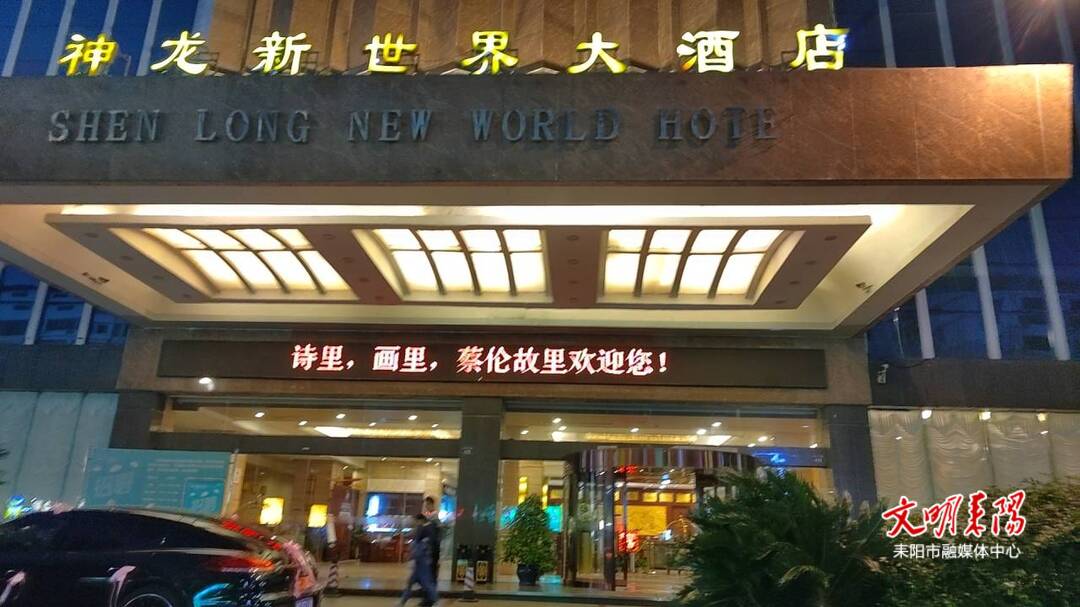 神龙新世界大酒店
SHEN LONG NEW WORLD HOTE
诗里，画里，蔡伦故里欢迎您！
文明耒阳
耒阳市融媒体中心